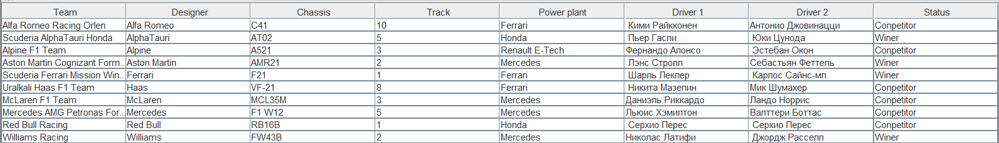 Team Designer Chassis Track Power plant Driver 1 Driver 2 Status
Alfa Romeo Racing Orlen Alfa Romeo C41 10 Ferrari Кими Райкконен Антонио Джовинацци Conpetitor
Scuderia AlphaTauri Honda AlphaTauri AT02 5 Honda Пьер Гасли Юки Цунода Winer
Alpine F1 Team Alpine A521 3 Renault E-Tech Фернандо Алонсо Эстебан Окон Conpetitor
Aston Martin Cognizant Form... Aston Martin AMR21 2 Mercedes Лэнс Стролл Себастьян Феттель Winer
Scuderia Ferrari Mission Win... Ferrari F21 1 Ferrari Шарль Леклер Карлос Сайнс-мл. Winer
Uralkali Haas F1 Team Haas VF-21 8 Ferrari Никита Мазепин Мик Шумахер Conpetitor
McLaren F1 Team McLaren MCL35M 3 Mercedes Даниэль Риккардо Ландо Норрис Conpetitor
Mercedes AMG Petronas For... Mercedes F1 W12 5 Mercedes Льюис Хэмилтон Валттери Боттас Conpetitor
Red Bull Racing Red Bull RB16B 1 Honda Серхио Перес Серхио Перес Conpetitor
Williams Racing Williams FW43B 2 Mercedes Николас Латифи Джордж Расселл Winer